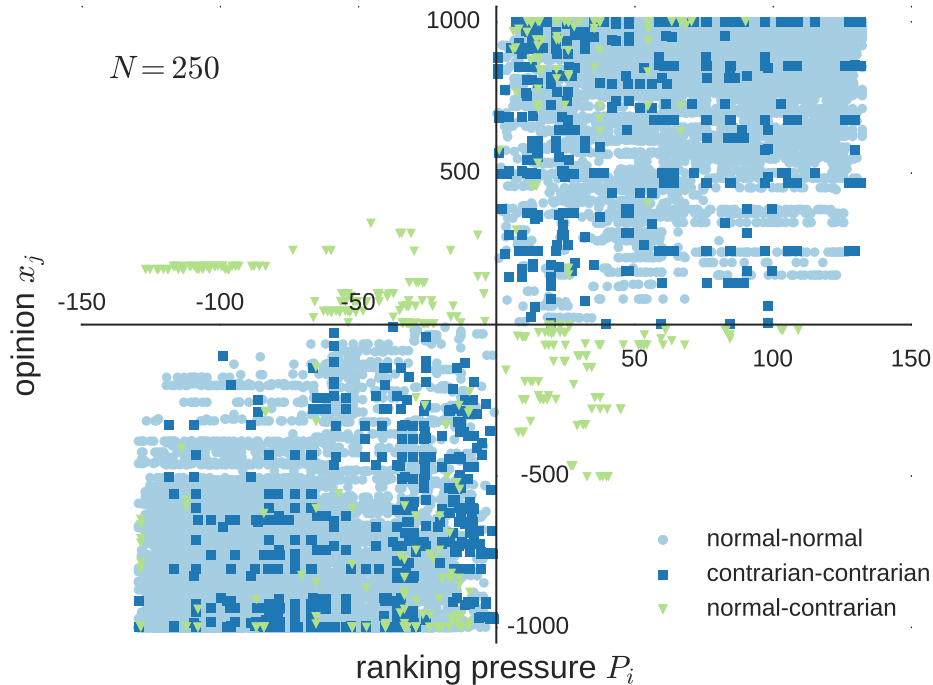 1000
N = 250
500
opinion x_j
-150
-100
-50
50
100
150
-500
normal-normal
contrarian-contrarian
normal-contrarian
-1000
ranking pressure P_i